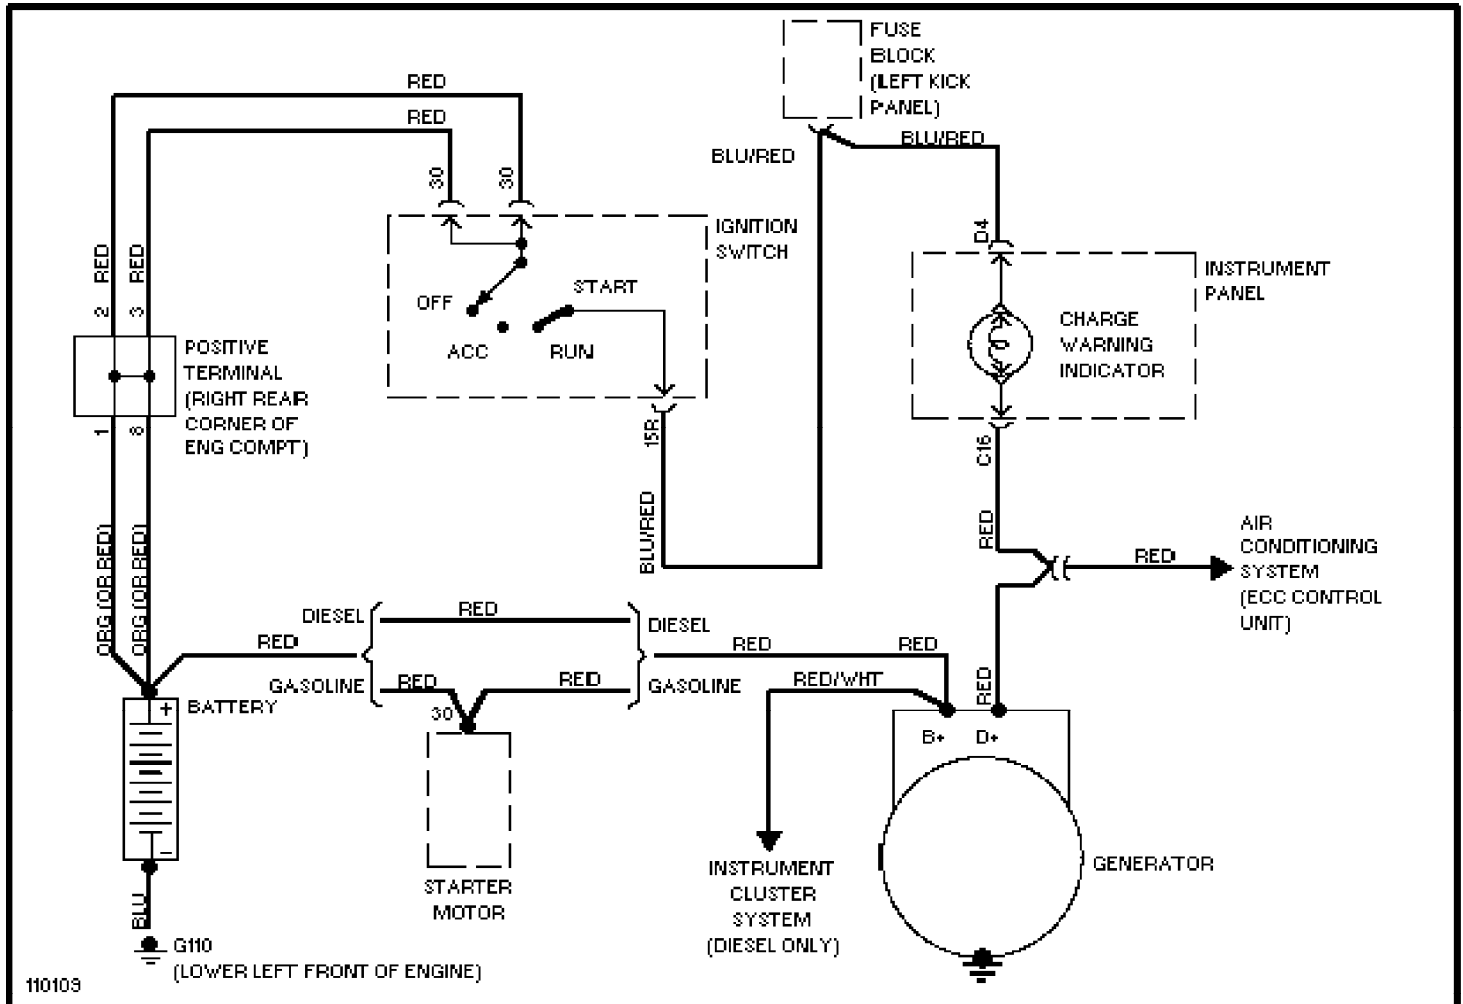 FUSE
BLOCK
(LEFT KICK
PANEL)
RED
RED
BLU/RED
BLU/RED
30
30
D4
IGNITION
SWITCH
RED
RED
INSTRUMENT
PANEL
START
OFF
2
3
CHARGE
WARNING
INDICATOR
ACC
RUN
POSITIVE
TERMINAL
(RIGHT REAR
CORNER OF
ENG COMPT)
1
8
15R
C16
BLU/RED
RED
AIR
CONDITIONING
SYSTEM
(ECC CONTROL
UNIT)
RED
ORG (OR RED)
ORG (OR RED)
DIESEL
RED
DIESEL
RED
RED
RED
GASOLINE
RED
RED
GASOLINE
RED/WHT
RED
30
BATTERY
+
B+
D+
-
STARTER
MOTOR
INSTRUMENT
CLUSTER
SYSTEM
(DIESEL ONLY)
GENERATOR
BLU
G110
(LOWER LEFT FRONT OF ENGINE)
110109